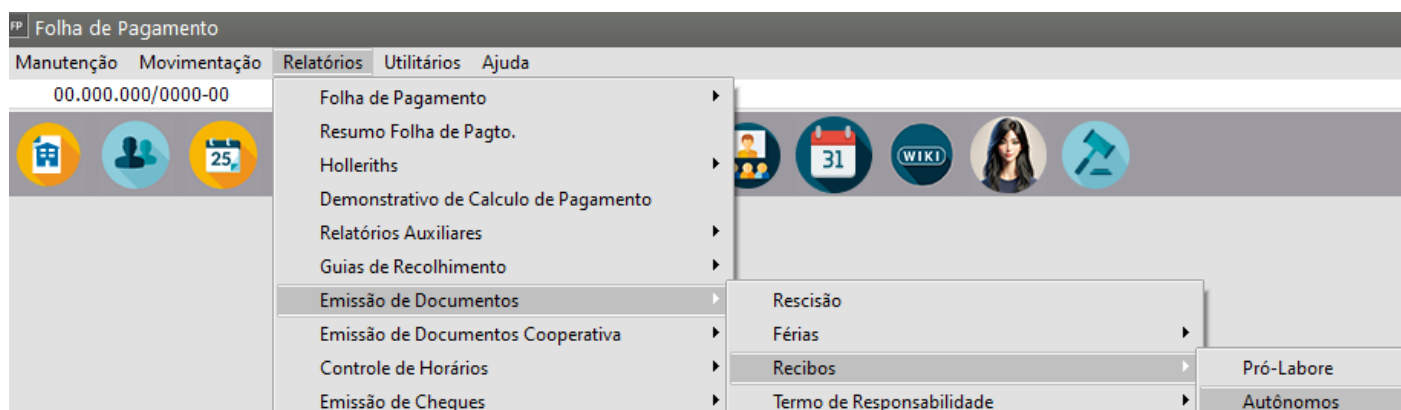 FP Folha de Pagamento
Manutenção Movimentação Relatórios Utilitários Ajuda
00.000.000/0000-00
Folha de Pagamento
Resumo Folha de Pagto.
Holleriths
Demonstrativo de Calculo de Pagamento
Relatórios Auxiliares
Guias de Recolhimento
Emissão de Documentos
Emissão de Documentos Cooperativa
Controle de Horários
Emissão de Cheques
25
31
WIKI
Rescisão
Férias
Recibos
Termo de Responsabilidade
Pró-Labore
Autônomos